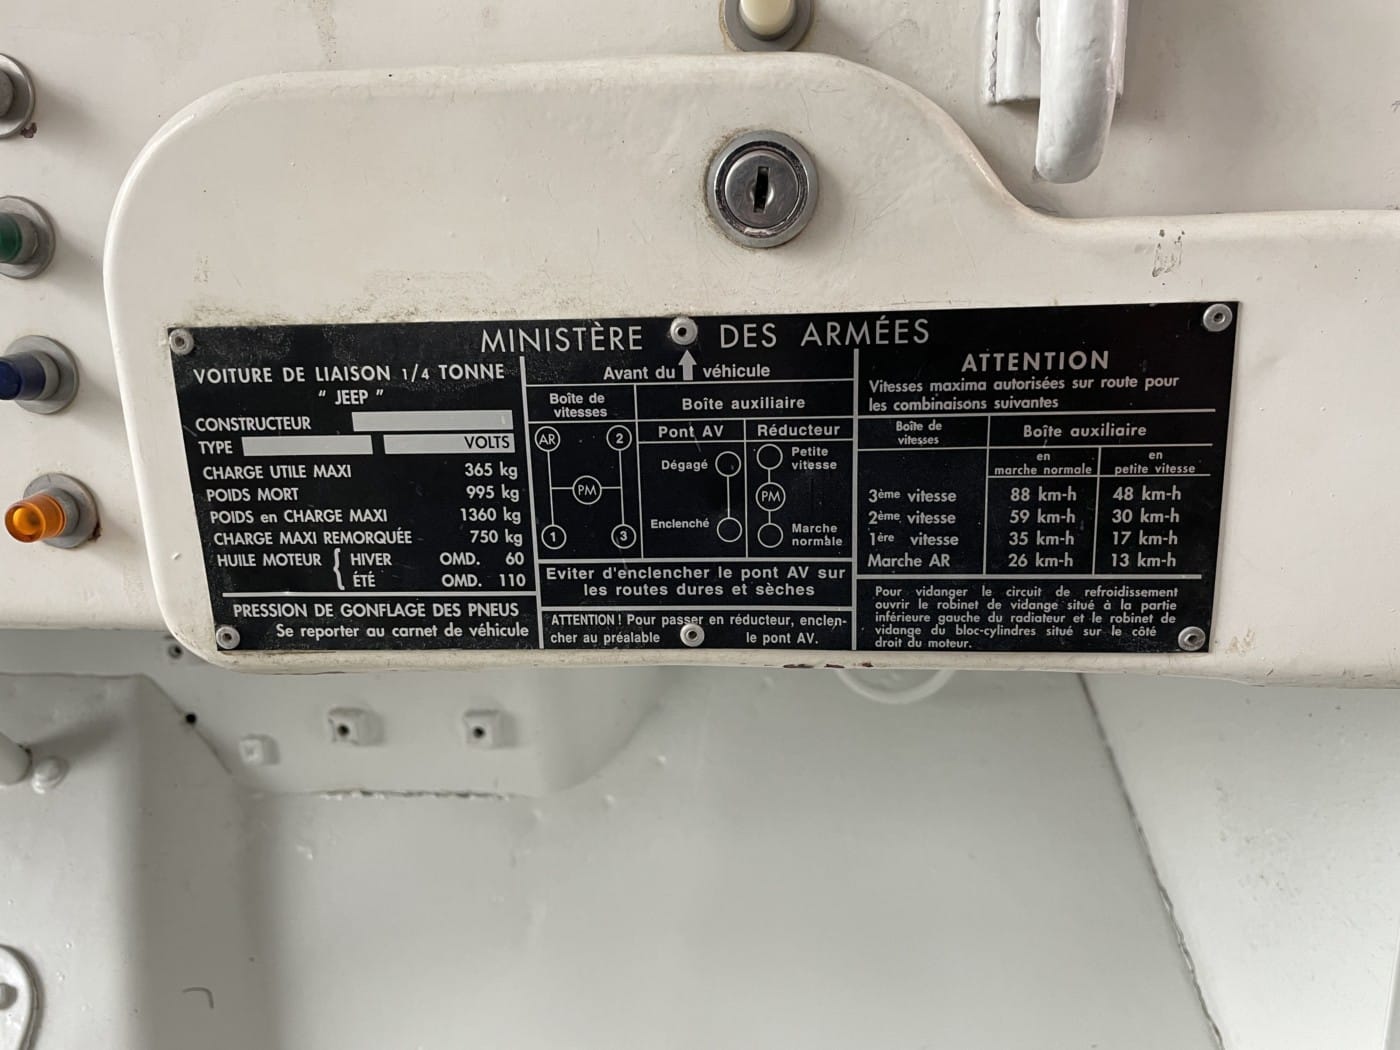 MINISTÈRE DES ARMÉES
VOITURE DE LIAISON 1/4 TONNE
“ JEEP ”
CONSTRUCTEUR
TYPE VOLTS
CHARGE UTILE MAXI 365 kg
POIDS MORT 995 kg
POIDS en CHARGE MAXI 1360 kg
CHARGE MAXI REMORQUÉE 750 kg
HUILE MOTEUR { HIVER OMD. 60
ÉTÉ OMD. 110
PRESSION DE GONFLAGE DES PNEUS
Se reporter au carnet de véhicule
Avant du véhicule
Boîte de
vitesses
AR 2
PM
1 3
Boîte auxiliaire
Pont AV
Dégagé
Enclenché
Réducteur
Petite
vitesse
PM
Marche
normale
Eviter d'enclencher le pont AV sur
les routes dures et sèches
ATTENTION ! Pour passer en réducteur, enclen-
cher au préalable le pont AV.
ATTENTION
Vitesses maxima autorisées sur route pour
les combinaisons suivantes
Boîte de
vitesses
Boîte auxiliaire
en
marche normale
en
petite vitesse
3ème vitesse 88 km-h 48 km-h
2ème vitesse 59 km-h 30 km-h
1ère vitesse 35 km-h 17 km-h
Marche AR 26 km-h 13 km-h
Pour vidanger le circuit de refroidissement
ouvrir le robinet de vidange situé à la partie
inférieure gauche du radiateur et le robinet de
vidange du bloc-cylindres situé sur le côté
droit du moteur.